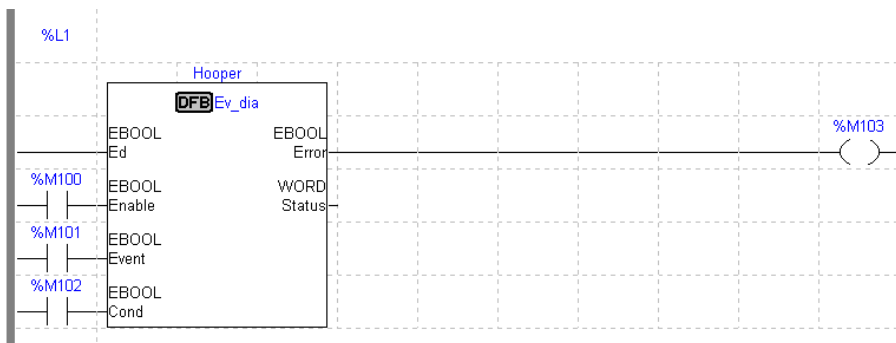 %L1
Hooper
DFB Ev_dia
EBOOL EBOOL
Ed Error
%M103
%M100
EBOOL WORD
Enable Status
%M101
EBOOL
Event
%M102
EBOOL
Cond